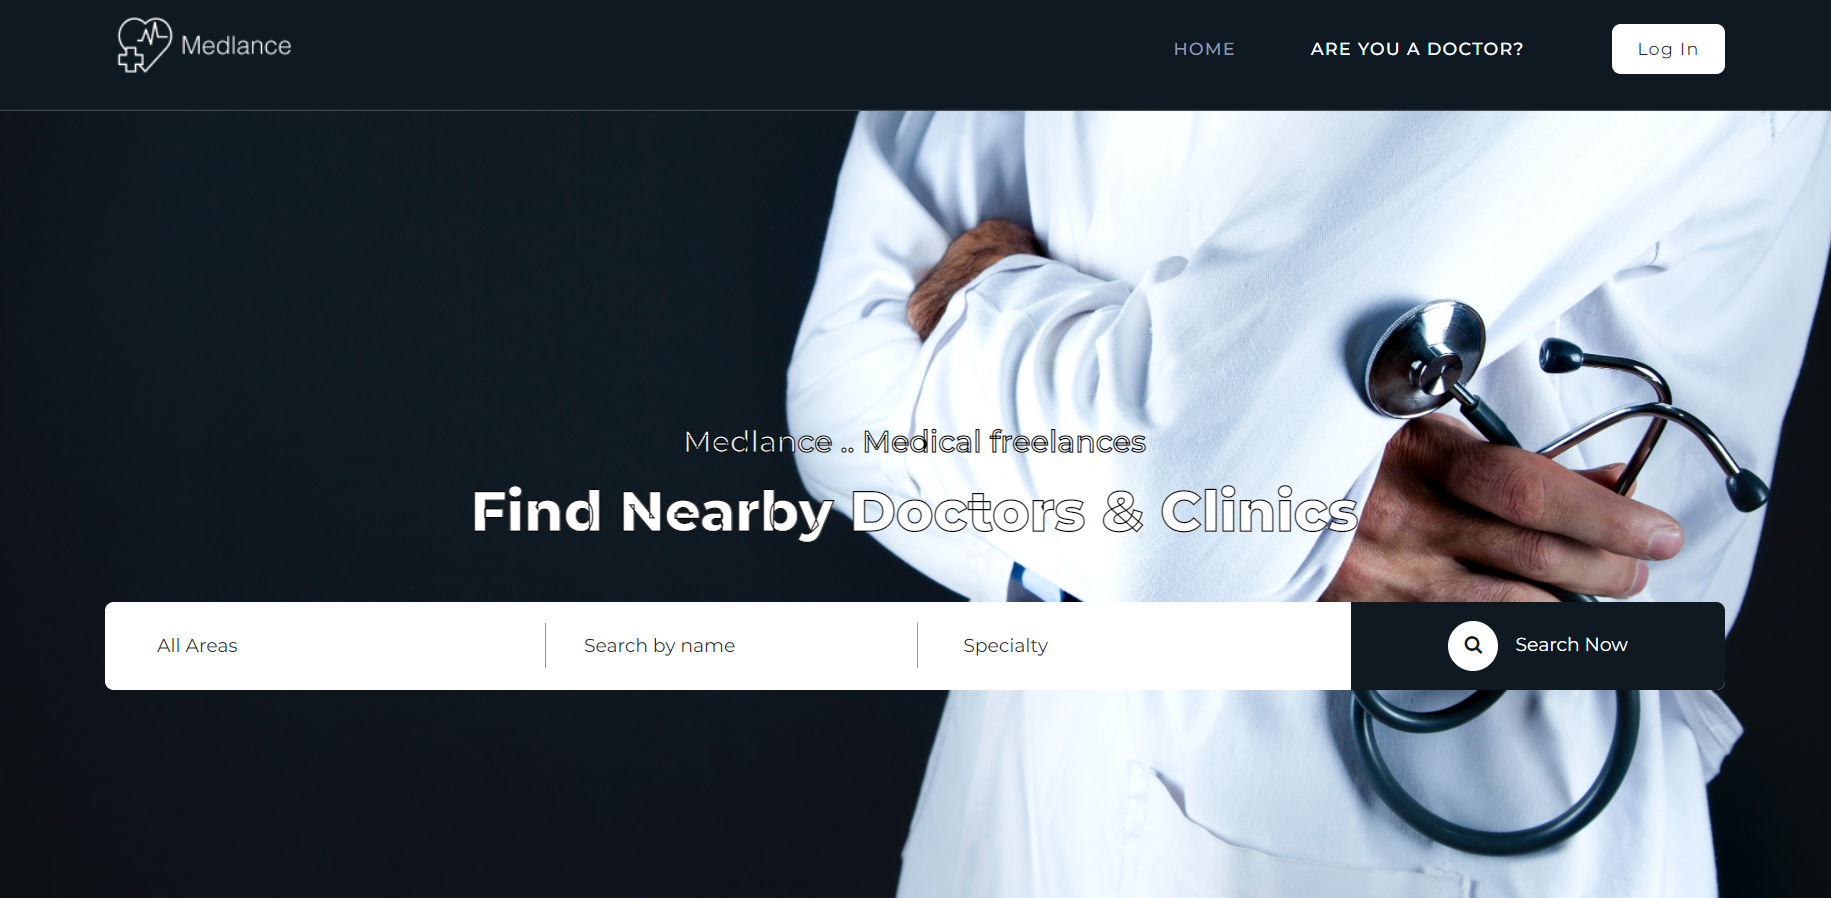 Medlance
HOME
ARE YOU A DOCTOR?
Log In
Medlance .. Medical freelances
Find Nearby Doctors & Clinics
All Areas
Search by name
Specialty
Search Now